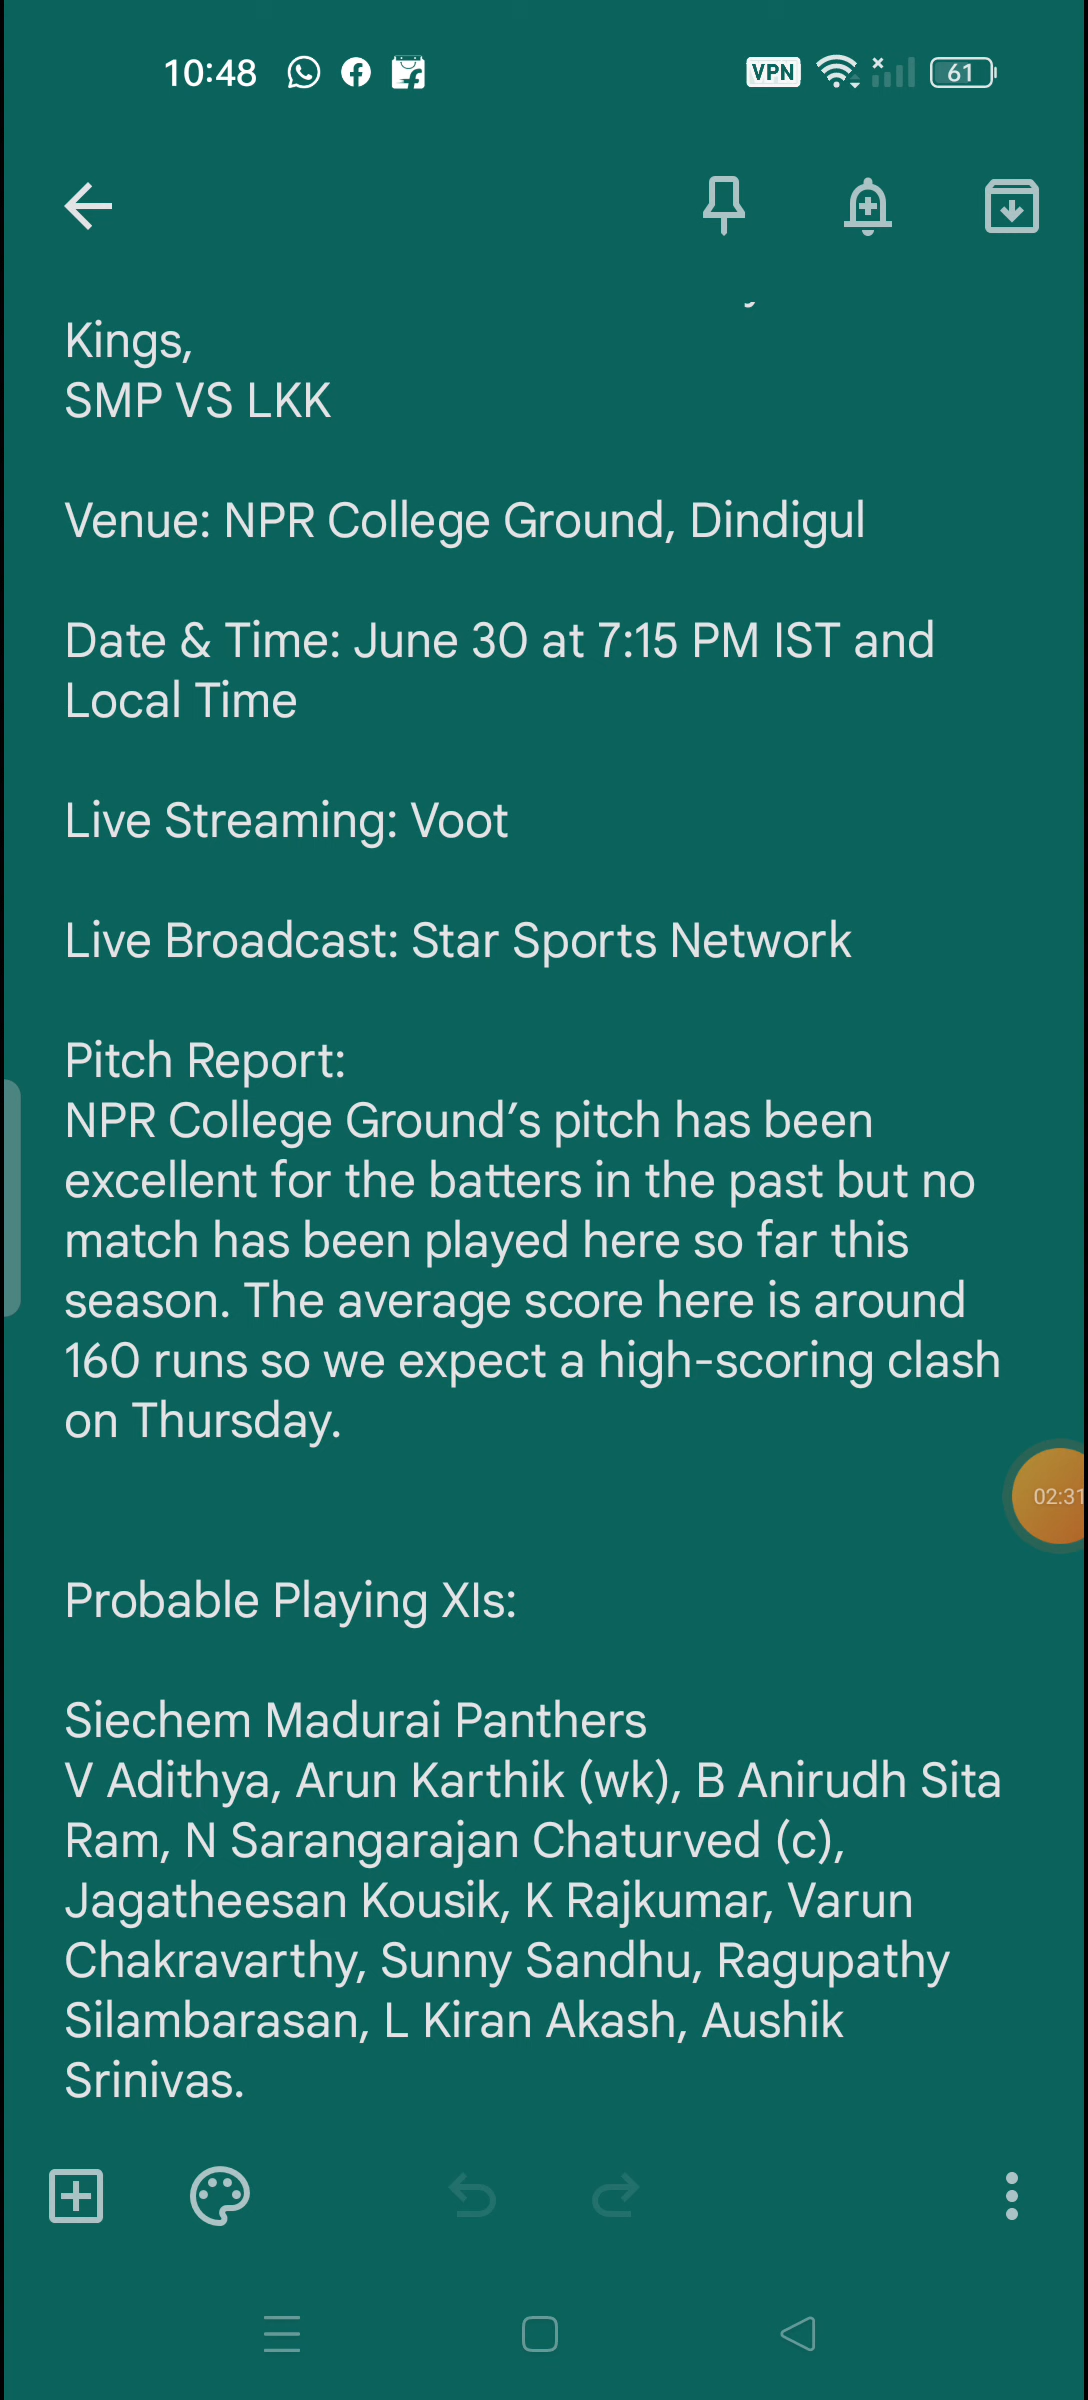 10:48
VPN
61
Kings,
SMP VS LKK
Venue: NPR College Ground, Dindigul
Date & Time: June 30 at 7:15 PM IST and
Local Time
Live Streaming: Voot
Live Broadcast: Star Sports Network
Pitch Report:
NPR College Ground’s pitch has been
excellent for the batters in the past but no
match has been played here so far this
season. The average score here is around
160 runs so we expect a high-scoring clash
on Thursday.
02:31
Probable Playing XIs:
Siechem Madurai Panthers
V Adithya, Arun Karthik (wk), B Anirudh Sita
Ram, N Sarangarajan Chaturved (c),
Jagatheesan Kousik, K Rajkumar, Varun
Chakravarthy, Sunny Sandhu, Ragupathy
Silambarasan, L Kiran Akash, Aushik
Srinivas.